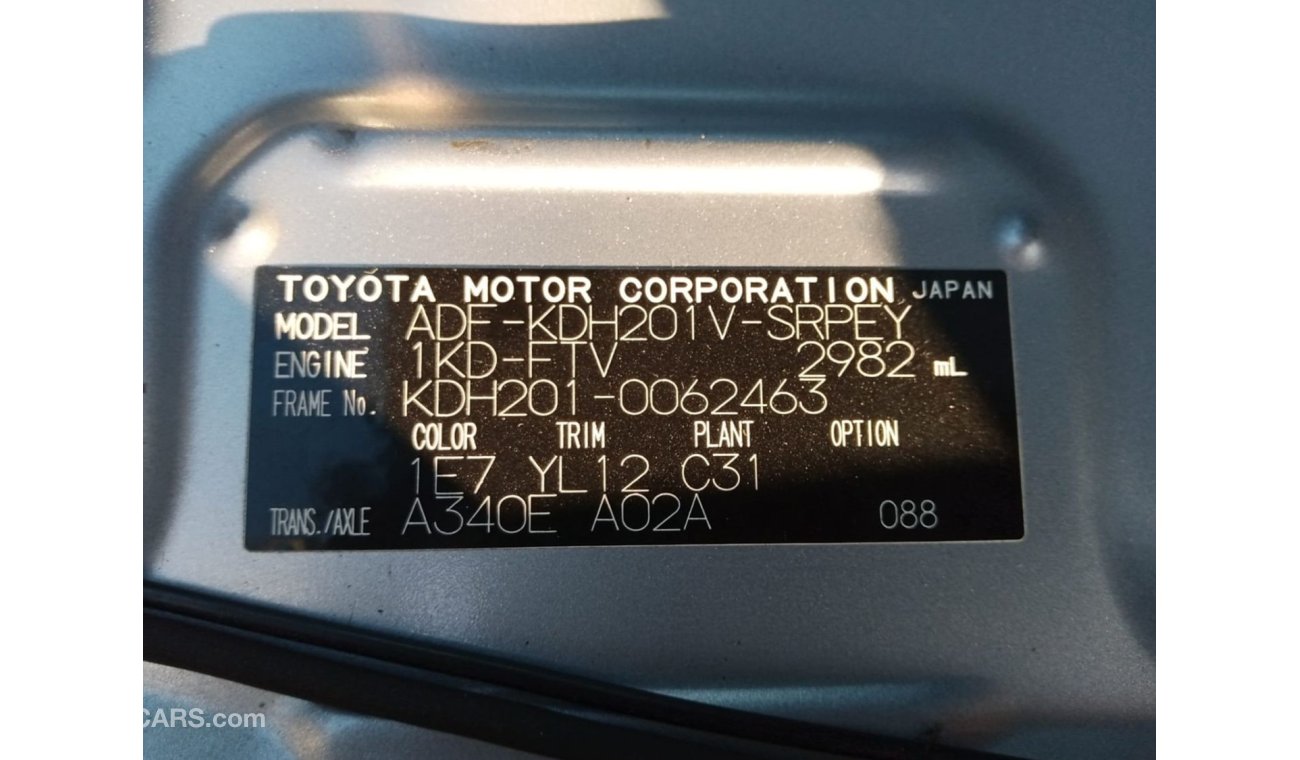 TOYOTA MOTOR CORPORATION JAPAN
MODEL ADF-KDH201V-SRPEY
ENGINE 1KD-FTV 2982 mL
FRAME No. KDH201-0062463
COLOR TRIM PLANT OPTION
1E7 YL12 C31
TRANS./AXLE A340E A02A 088
CARS.com